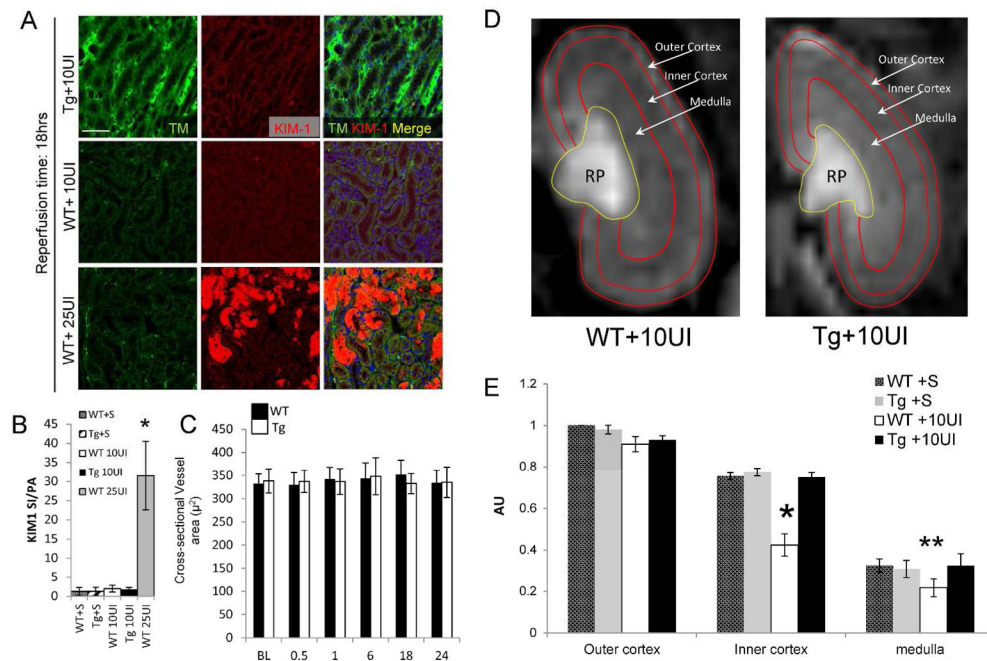 A
Reperfusion time: 18hrs
Tg+10UI
TM
KIM-1
TM KIM-1 Merge
WT+ 10UI
WT+ 25UI
B
KIM1 SI/PA
45
40
35
30
25
20
15
10
5
0
WT+S
Tg+S
WT 10UI
Tg 10UI
WT 25UI
*
WT+S
Tg+S
WT 10UI
Tg 10UI
WT 25UI
C
WT
Tg
Cross-sectional Vessel
area (μ²)
450
400
350
300
250
200
150
100
50
0
BL 0.5 1 6 18 24
D
Outer Cortex
Inner Cortex
Medulla
RP
WT+10UI
Outer Cortex
Inner Cortex
Medulla
RP
Tg+10UI
E
WT +S
Tg +S
WT +10UI
Tg +10UI
AU
1.2
1
0.8
0.6
0.4
0.2
0
*
**
Outer cortex Inner cortex medulla